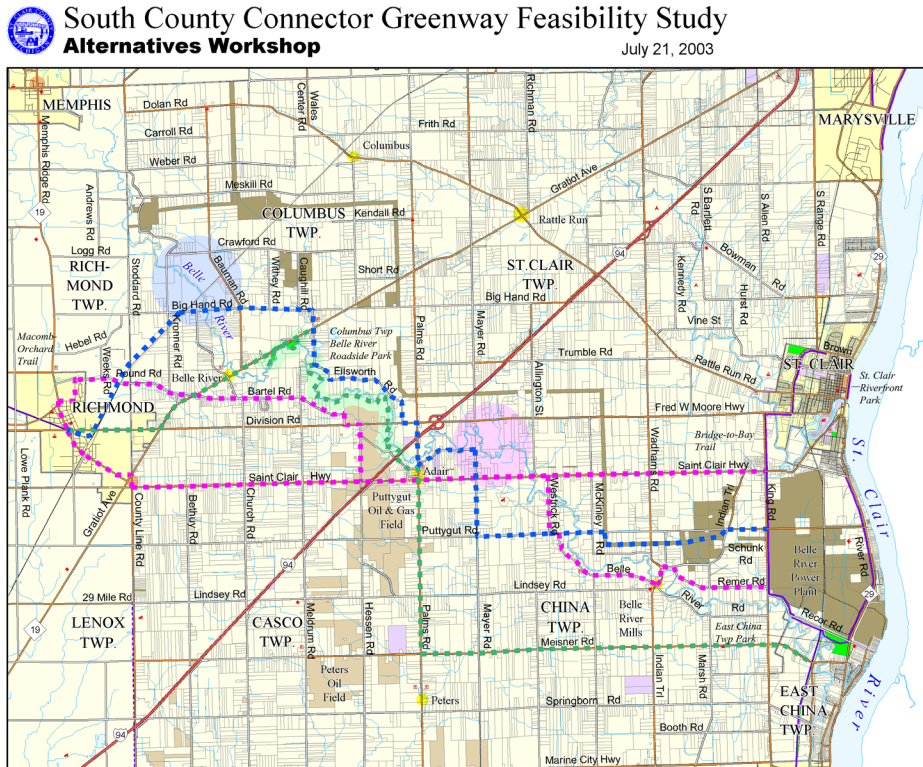 South County Connector Greenway Feasibility Study
Alternatives Workshop
July 21, 2003
MEMPHIS
Dolan Rd
Wales
Center Rd
Richman Rd
MARYSVILLE
Carroll Rd
Frith Rd
Columbus
Weber Rd
Gratiot Ave
Memphis Ridge Rd
Meskill Rd
Andrews Rd
S Bartlett
Rd
S Allen Rd
S Range Rd
19
COLUMBUS
TWP.
Kendall Rd
Rattle Run
Crawford Rd
94
Bowman
Rd
29
Logg Rd
RICH-
MOND
TWP.
Stoddard Rd
Belle
River
Bauman Rd
Withey Rd
Caughill Rd
Short Rd
ST CLAIR
TWP.
Kennedy Rd
Hurst Rd
Big Hand Rd
Big Hand Rd
Vine St
Macomb-
Orchard
Trail
Hebel Rd
Weeks Rd
Kronner Rd
Columbus Twp
Belle River
Roadside Park
Palms Rd
Mayer Rd
Trumble Rd
Brown
Pound Rd
Belle River
Ellsworth
Rd
Allington St
Rattle Run Rd
ST. CLAIR
St. Clair
Riverfront
Park
Bartel Rd
RICHMOND
Division Rd
Fred W Moore Hwy
Bridge-to-Bay
Trail
Wadhams Rd
Lowe Plank Rd
Saint Clair Hwy
Adair
Saint Clair Hwy
St. Clair River
Gratiot Ave
County Line Rd
Bethuy Rd
Church Rd
Puttygut
Oil & Gas
Field
Westrick Rd
McKinley
Rd
Indian Trl
King Rd
Puttygut Rd
Schunk
Rd
Belle
River
Power
Plant
River Rd
94
Belle
River
Rd
Remer Rd
29 Mile Rd
Lindsey Rd
Lindsey Rd
29
LENOX
TWP.
CASCO
TWP.
Meldrum Rd
Hessen Rd
Palms Rd
Mayer Rd
CHINA
TWP.
Belle
River
Mills
Recor Rd
East China
Twp Park
19
Meisner Rd
Peters
Oil
Field
Indian Trl
Marsh Rd
Peters
Springborn Rd
EAST
CHINA
TWP.
94
Booth Rd
Marine City Hwy